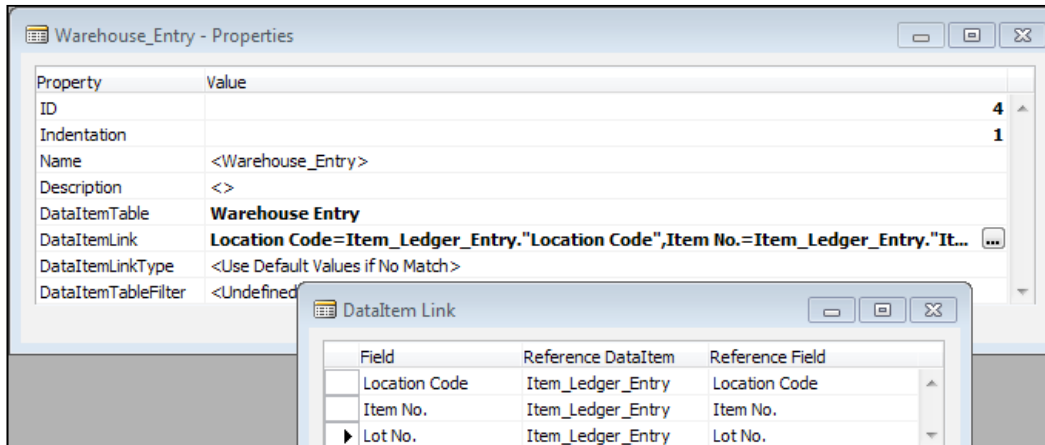 Warehouse_Entry - Properties
Property Value
ID 4
Indentation 1
Name <Warehouse_Entry>
Description <>
DataItemTable Warehouse Entry
DataItemLink Location Code=Item_Ledger_Entry."Location Code",Item No.=Item_Ledger_Entry."It... ...
DataItemLinkType <Use Default Values if No Match>
DataItemTableFilter <Undefined
DataItem Link
Field Reference DataItem Reference Field
Location Code Item_Ledger_Entry Location Code
Item No. Item_Ledger_Entry Item No.
Lot No. Item_Ledger_Entry Lot No.